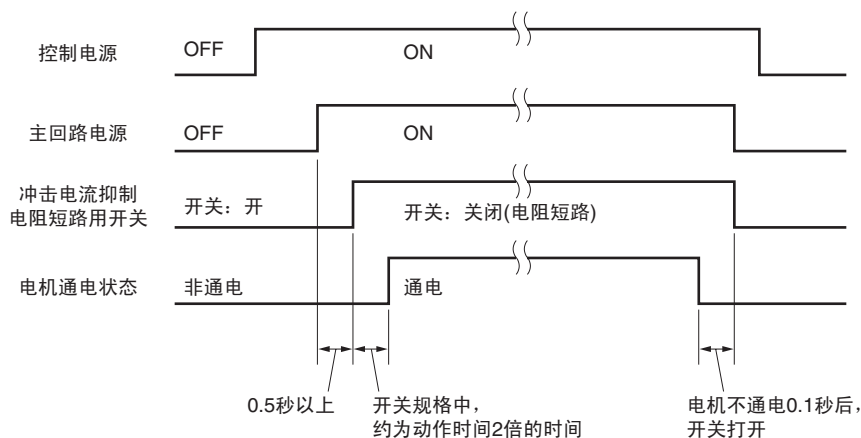 控制电源
OFF
ON
主回路电源
OFF
ON
冲击电流抑制
电阻短路用开关
开关：开
开关：关闭(电阻短路)
电机通电状态
非通电
通电
0.5秒以上
开关规格中，
约为动作时间2倍的时间
电机不通电0.1秒后，
开关打开